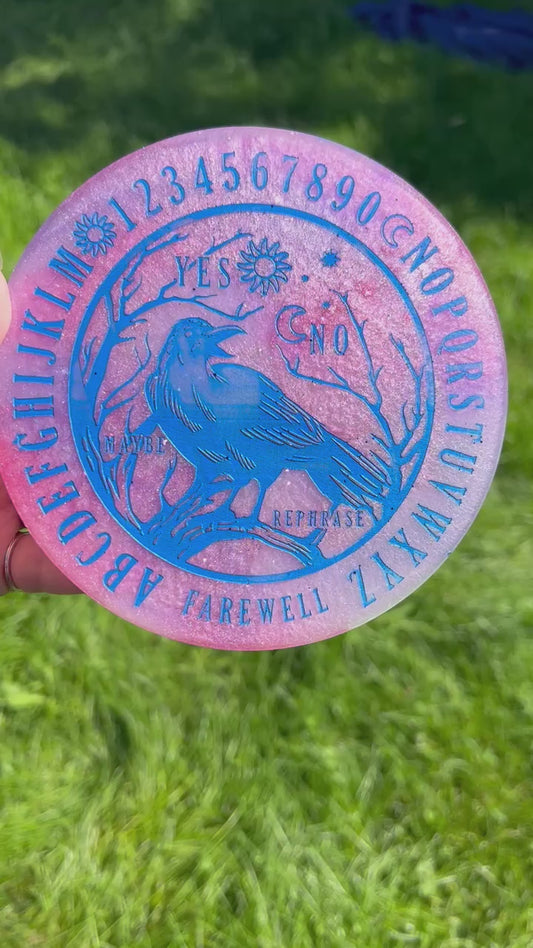 1234567890
ABCDEFGHIJKLM
NOPQRSTUVWXYZ
YES
NO
MAYBE
REPHRASE
FAREWELL